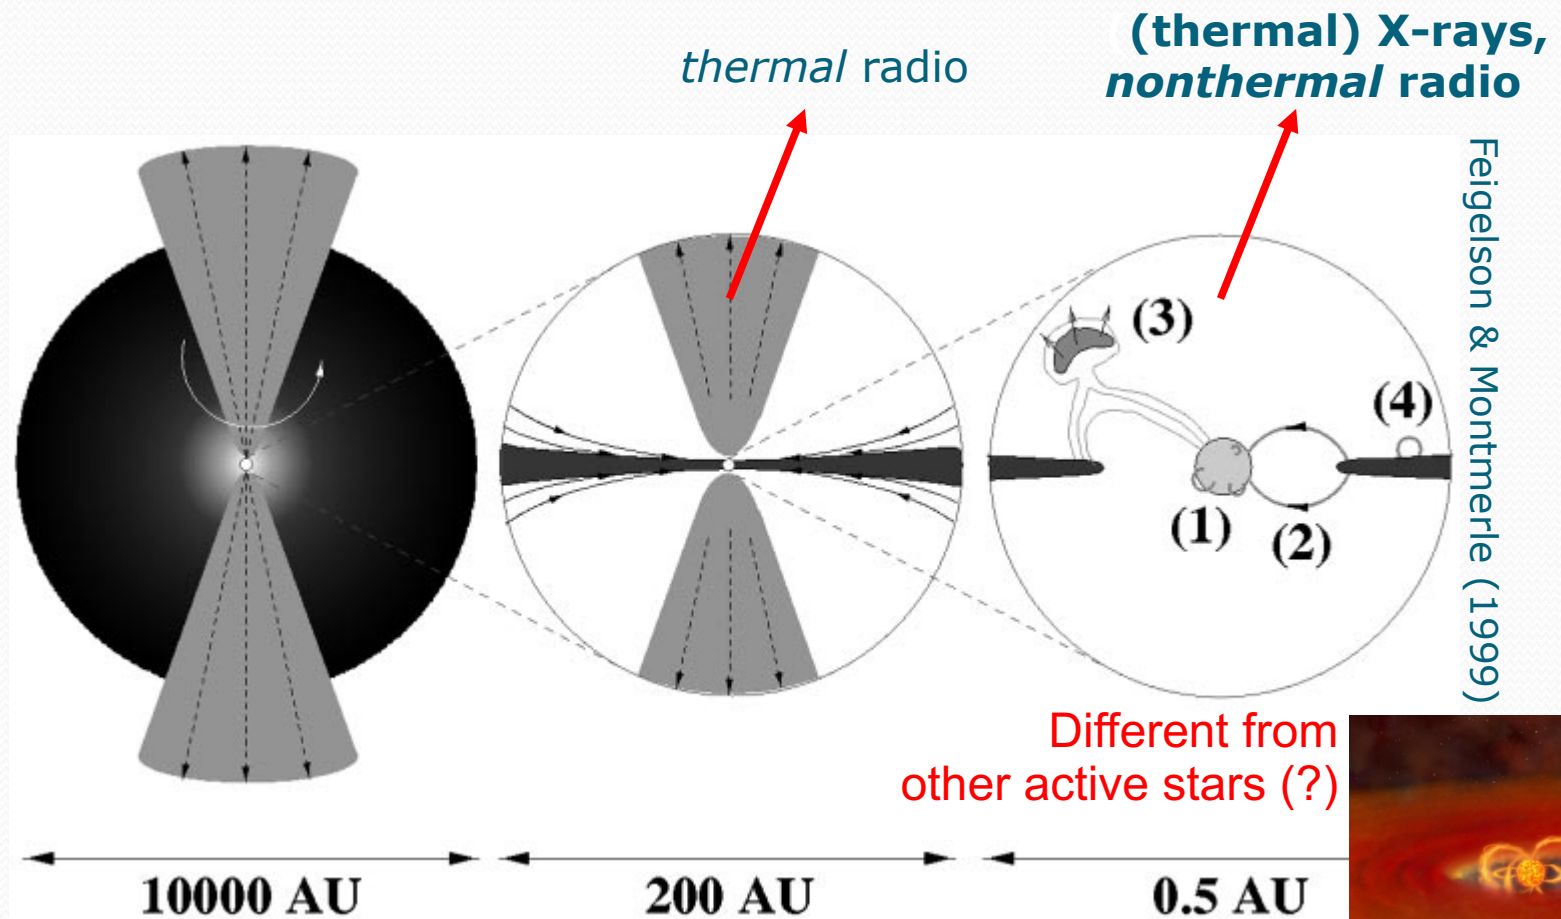 thermal radio
(thermal) X-rays,
nonthermal radio
Feigelson & Montmerle (1999)
(3)
(4)
(1)
(2)
Different from
other active stars (?)
10000 AU
200 AU
0.5 AU